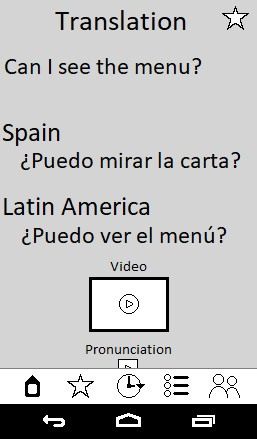 Translation
Can I see the menu?
Spain
¿Puedo mirar la carta?
Latin America
¿Puedo ver el menú?
Video
Pronunciation